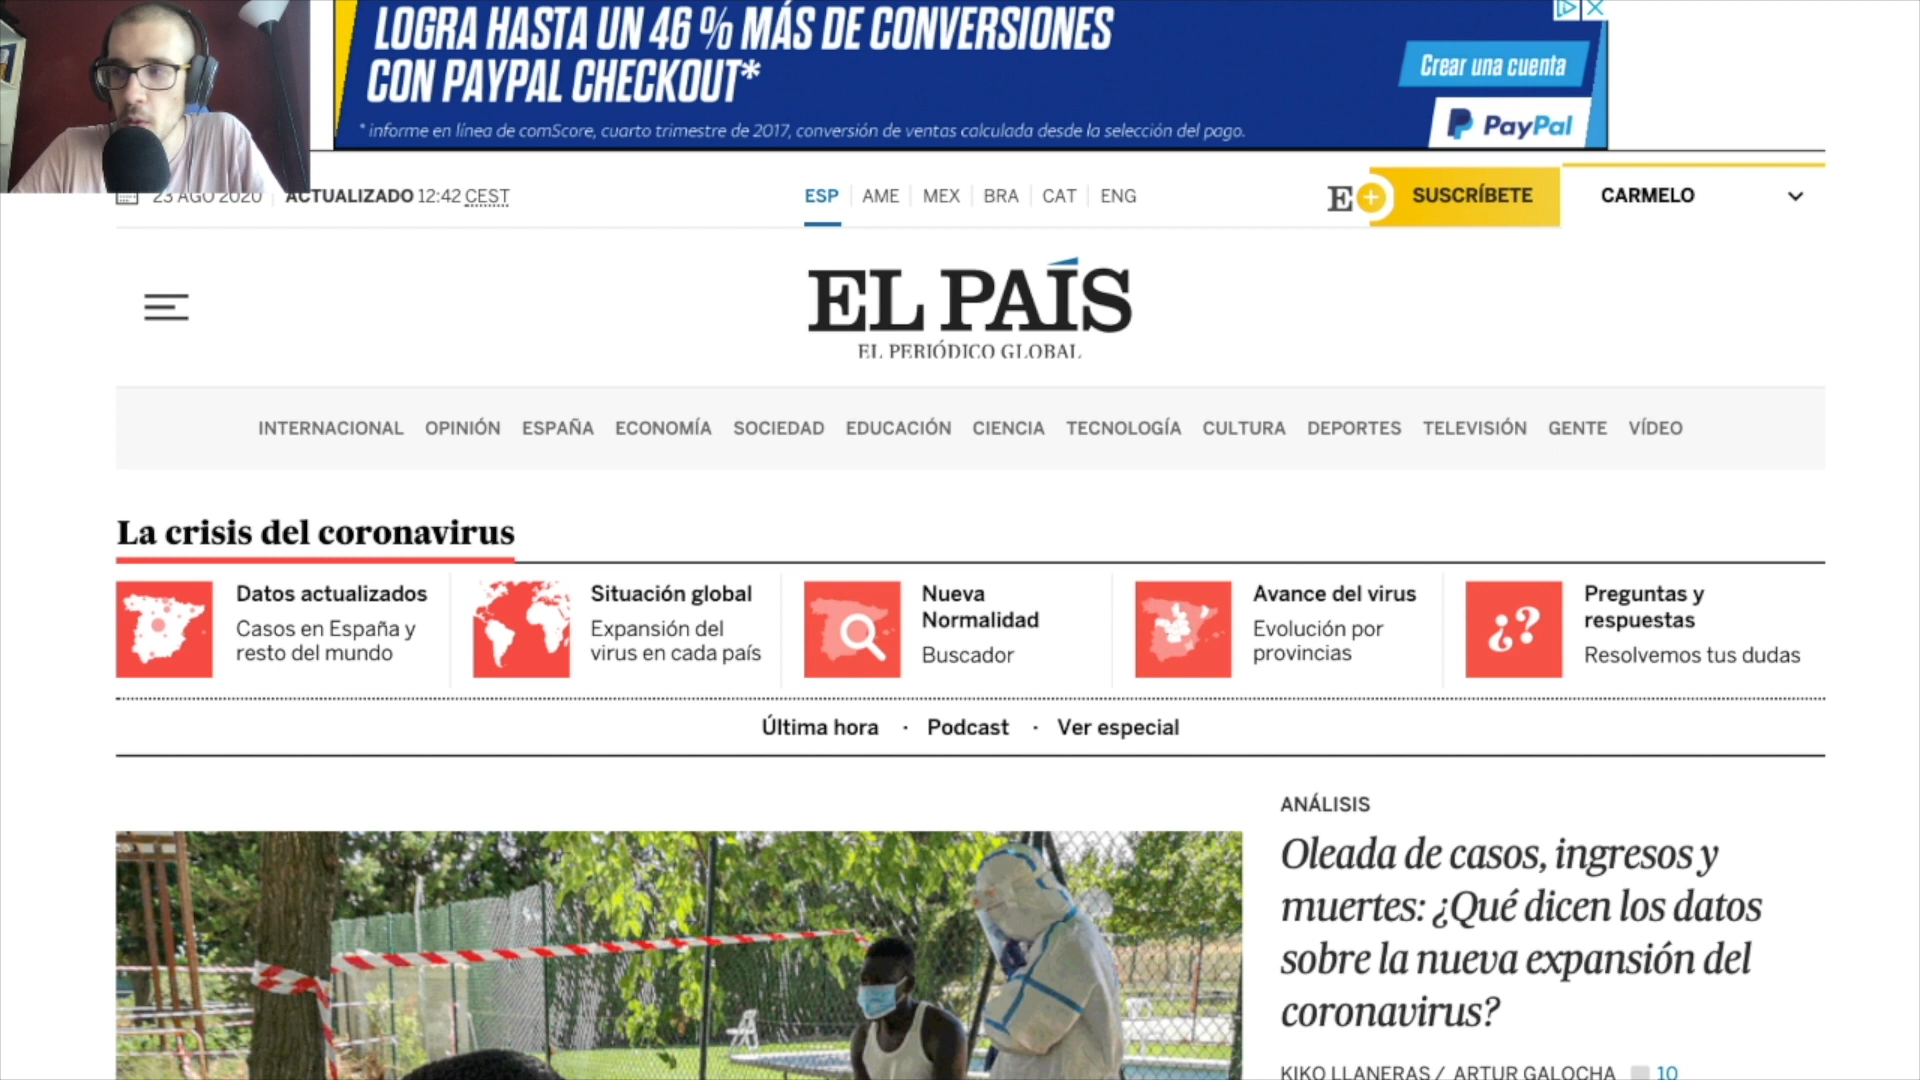 LOGRA HASTA UN 46 % MÁS DE CONVERSIONES
CON PAYPAL CHECKOUT*
* informe en línea de comScore, cuarto trimestre de 2017, conversión de ventas calculada desde la selección del pago.
Crear una cuenta
PayPal
23 AGO 2020 ACTUALIZADO 12:42 CEST
ESP AME MEX BRA CAT ENG
E+ SUSCRÍBETE
CARMELO
EL PAÍS
EL PERIÓDICO GLOBAL
INTERNACIONAL OPINIÓN ESPAÑA ECONOMÍA SOCIEDAD EDUCACIÓN CIENCIA TECNOLOGÍA CULTURA DEPORTES TELEVISIÓN GENTE VÍDEO
La crisis del coronavirus
Datos actualizados
Casos en España y
resto del mundo
Situación global
Expansión del
virus en cada país
Nueva
Normalidad
Buscador
Avance del virus
Evolución por
provincias
¿?
Preguntas y
respuestas
Resolvemos tus dudas
Última hora · Podcast · Ver especial
ANÁLISIS
Oleada de casos, ingresos y
muertes: ¿Qué dicen los datos
sobre la nueva expansión del
coronavirus?
KIKO LLANERAS / ARTUR GALOCHA 10